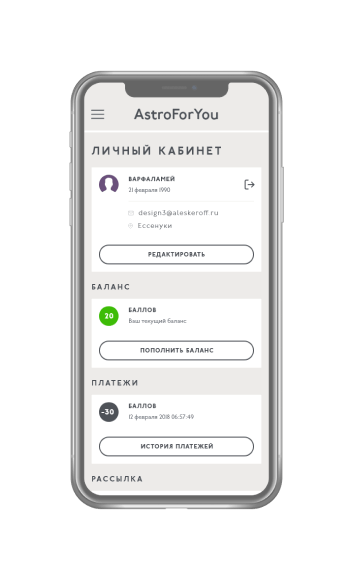 AstroForYou
ЛИЧНЫЙ КАБИНЕТ
ВАРФАЛАМЕЙ
21 февраля 1990
design3@aleskeroff.ru
Ессенуки
РЕДАКТИРОВАТЬ
БАЛАНС
20
БАЛЛОВ
Ваш текущий баланс
ПОПОЛНИТЬ БАЛАНС
ПЛАТЕЖИ
-30
БАЛЛОВ
12 февраля 2018 06:57:49
ИСТОРИЯ ПЛАТЕЖЕЙ
РАССЫЛКА